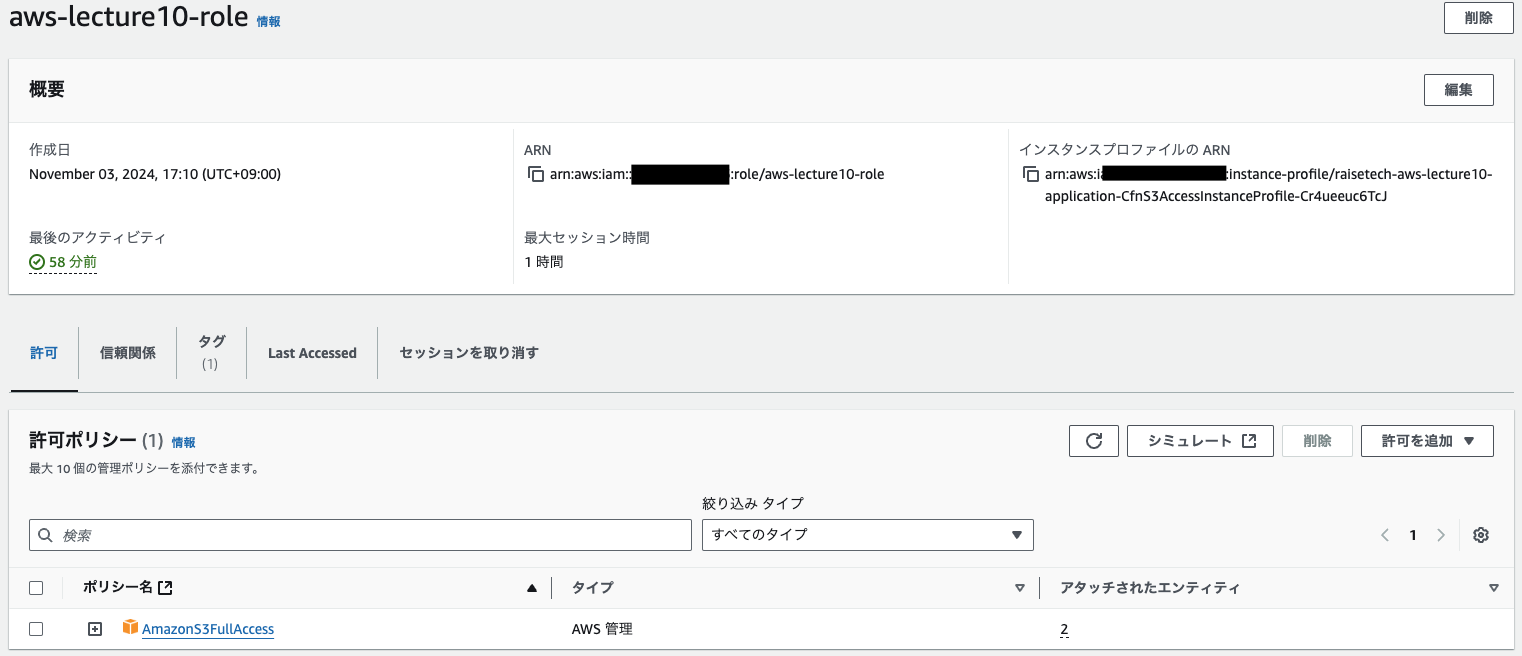 aws-lecture10-role 情報
削除
概要
編集
作成日
November 03, 2024, 17:10 (UTC+09:00)
ARN
arn:aws:iam::
:role/aws-lecture10-role
インスタンスプロファイルの ARN
arn:aws:ia
:instance-profile/raisetech-aws-lecture10-
application-CfnS3AccessInstanceProfile-Cr4ueeuc6TcJ
最後のアクティビティ
58 分前
最大セッション時間
1 時間
許可
信頼関係
タグ
(1)
Last Accessed
セッションを取り消す
許可ポリシー (1) 情報
最大 10 個の管理ポリシーを添付できます。
シミュレート
削除
許可を追加
絞り込み タイプ
検索
すべてのタイプ
1
ポリシー名
タイプ
アタッチされたエンティティ
AmazonS3FullAccess
AWS 管理
2